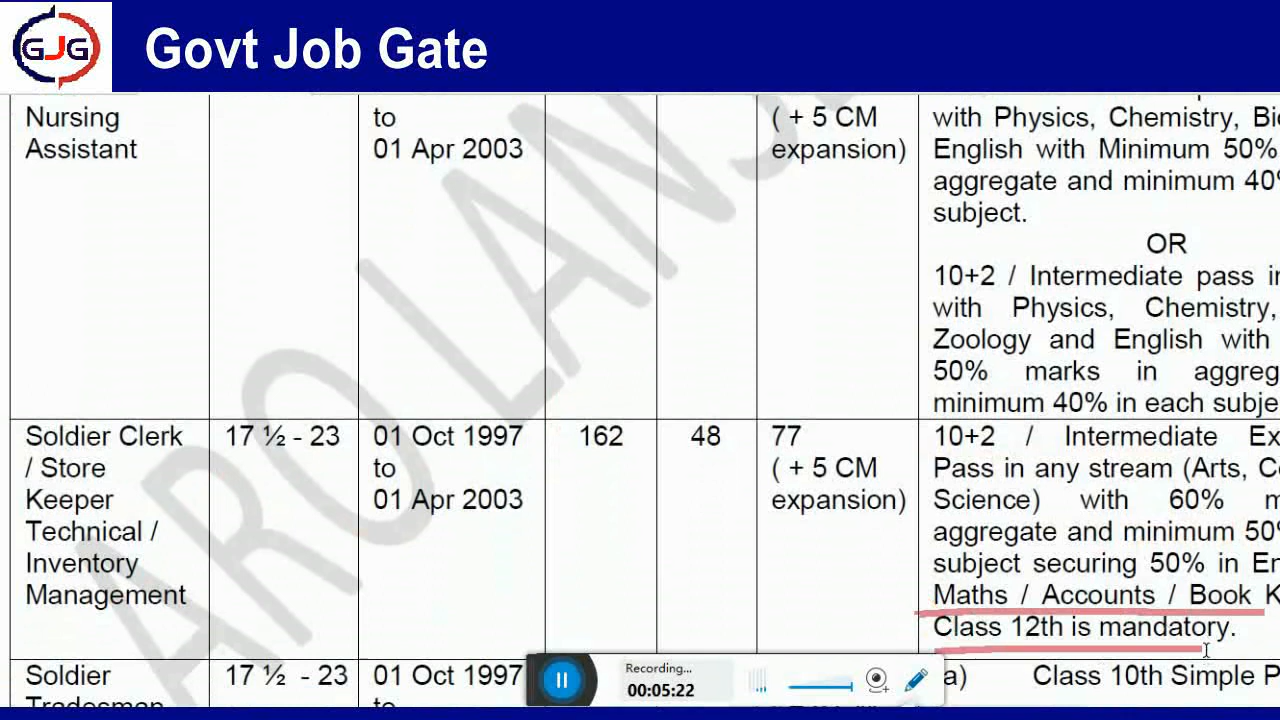 GJG
Govt Job Gate
Nursing
Assistant
to
01 Apr 2003
( + 5 CM
expansion)
with Physics, Chemistry,
English with Minimum 50%
aggregate and minimum
subject.
OR
10+2 / Intermediate pass
with Physics, Chemistry,
Zoology and English with
50% marks in
minimum 40% in each
Soldier Clerk
/ Store
Keeper
Technical /
Inventory
Management
17 ½ - 23
01 Oct 1997
to
01 Apr 2003
162
48
77
( + 5 CM
expansion)
10+2 / Intermediate
Pass in any stream (Arts,
Science) with 60%
aggregate and minimum
subject securing 50% in
Maths / Accounts / Book
Class 12th is mandatory.
Soldier
Tradesman
17 ½ - 23
01 Oct 1997
to
a) Class 10th Simple
ARO LANS
Recording...
00:05:22